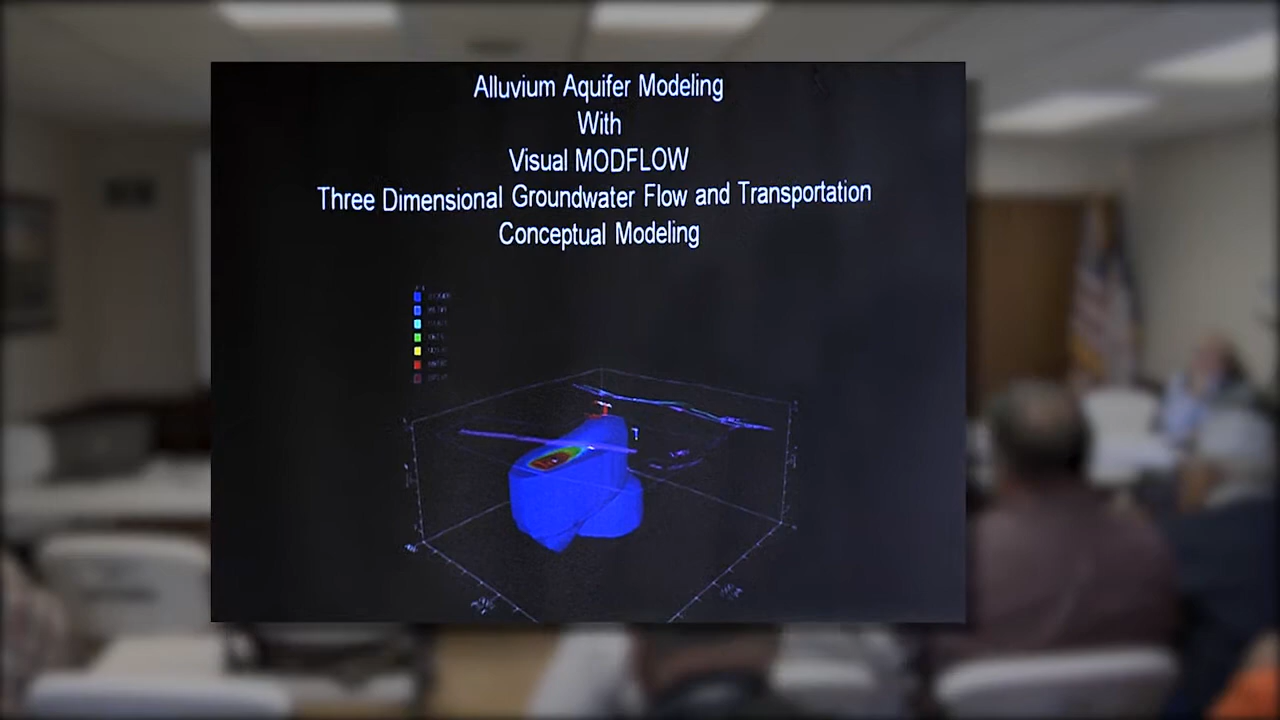 Alluvium Aquifer Modeling
With
Visual MODFLOW
Three Dimensional Groundwater Flow and Transportation
Conceptual Modeling